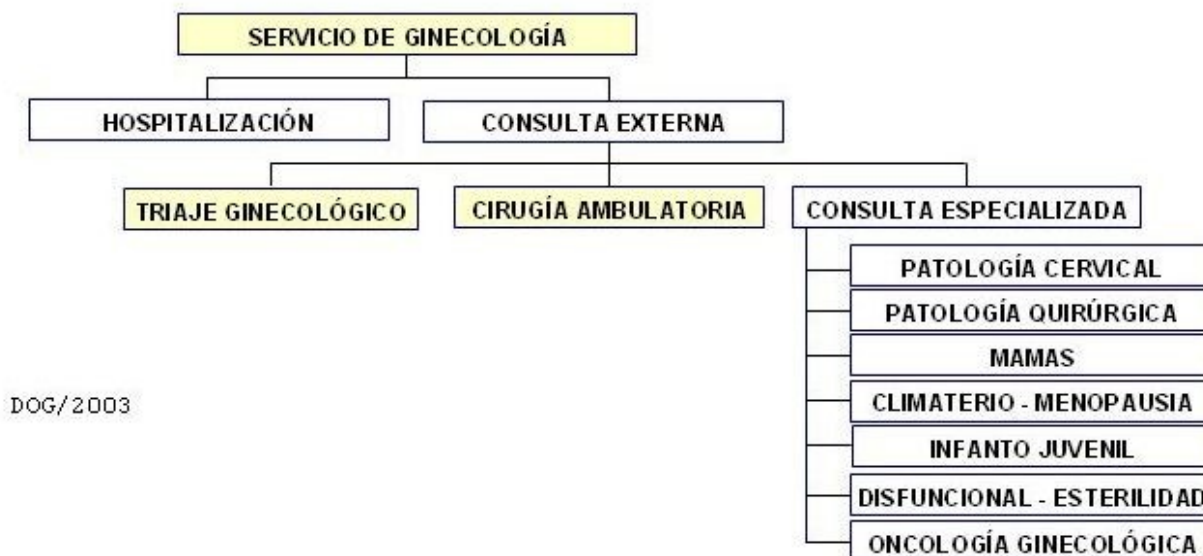 SERVICIO DE GINECOLOGÍA
HOSPITALIZACIÓN
CONSULTA EXTERNA
TRIAJE GINECOLÓGICO
CIRUGÍA AMBULATORIA
CONSULTA ESPECIALIZADA
PATOLOGÍA CERVICAL
PATOLOGÍA QUIRÚRGICA
MAMAS
CLIMATERIO - MENOPAUSIA
INFANTO JUVENIL
DISFUNCIONAL - ESTERILIDAD
ONCOLOGÍA GINECOLÓGICA
DOG/2003